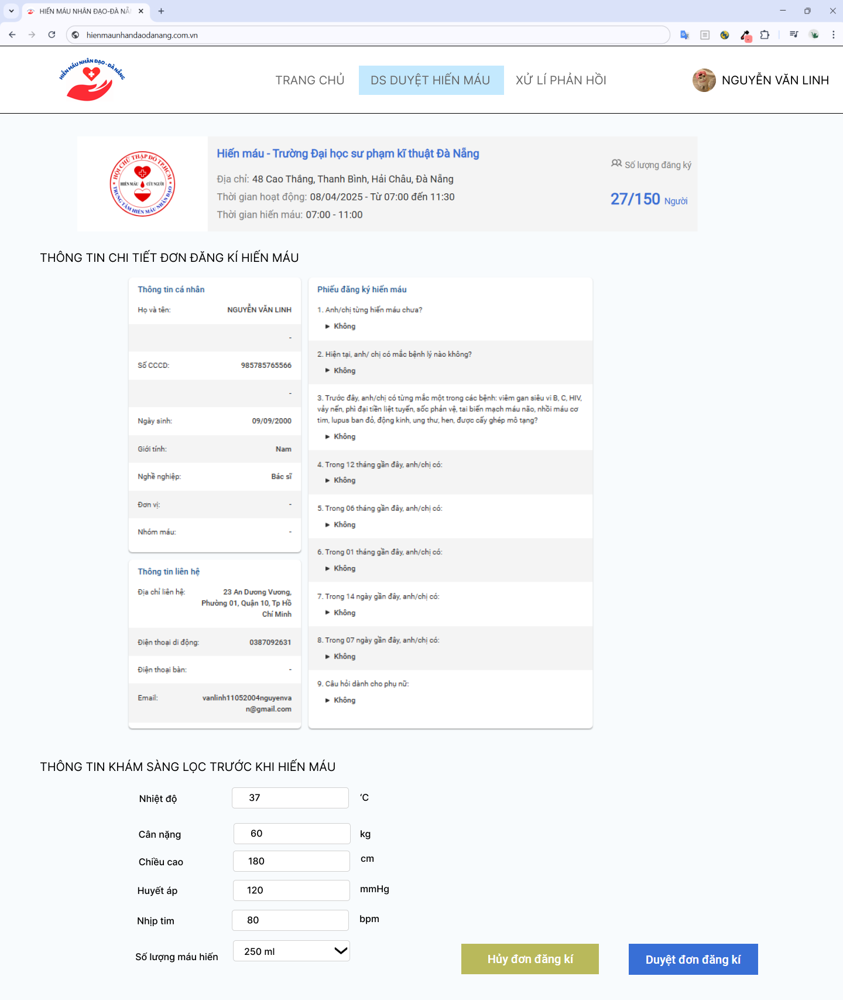 HIẾN MÁU NHÂN ĐẠO-ĐÀ NẴ
hienmaunhandaodanang.com.vn
HIẾN MÁU NHÂN ĐẠO - ĐÀ NẴNG
TRANG CHỦ
DS DUYỆT HIẾN MÁU
XỬ LÍ PHẢN HỒI
NGUYỄN VĂN LINH
HỘI CHỮ THẬP ĐỎ TP.HCM
HIẾN MÁU CỨU NGƯỜI
TRUNG TÂM HIẾN MÁU NHÂN ĐẠO
Hiến máu - Trường Đại học sư phạm kĩ thuật Đà Nẵng
Địa chỉ: 48 Cao Thắng, Thanh Bình, Hải Châu, Đà Nẵng
Thời gian hoạt động: 08/04/2025 - Từ 07:00 đến 11:30
Thời gian hiến máu: 07:00 - 11:00
Số lượng đăng ký
27/150 Người
THÔNG TIN CHI TIẾT ĐƠN ĐĂNG KÍ HIẾN MÁU
Thông tin cá nhân
Họ và tên: NGUYỄN VĂN LINH
-
Số CCCD: 985785765566
-
Ngày sinh: 09/09/2000
Giới tính: Nam
Nghề nghiệp: Bác sĩ
Đơn vị: -
Nhóm máu: -
Thông tin liên hệ
Địa chỉ liên hệ: 23 An Dương Vương,
Phường 01, Quận 10, Tp Hồ
Chí Minh
Điện thoại di động: 0387092631
Điện thoại bàn: -
Email: vanlinh11052004nguyenva
n@gmail.com
Phiếu đăng ký hiến máu
1. Anh/chị từng hiến máu chưa?
► Không
2. Hiện tại, anh/ chị có mắc bệnh lý nào không?
► Không
3. Trước đây, anh/chị có từng mắc một trong các bệnh: viêm gan siêu vi B, C, HIV,
vảy nến, phì đại tiền liệt tuyến, sốc phản vệ, tai biến mạch máu não, nhồi máu cơ
tim, lupus ban đỏ, động kinh, ung thư, hen, được cấy ghép mô tạng?
► Không
4. Trong 12 tháng gần đây, anh/chị có:
► Không
5. Trong 06 tháng gần đây, anh/chị có:
► Không
6. Trong 01 tháng gần đây, anh/chị có:
► Không
7. Trong 14 ngày gần đây, anh/chị có:
► Không
8. Trong 07 ngày gần đây, anh/chị có:
► Không
9. Câu hỏi dành cho phụ nữ:
► Không
THÔNG TIN KHÁM SÀNG LỌC TRƯỚC KHI HIẾN MÁU
Nhiệt độ 37 ‘C
Cân nặng 60 kg
Chiều cao 180 cm
Huyết áp 120 mmHg
Nhịp tim 80 bpm
Số lượng máu hiến 250 ml
Hủy đơn đăng kí
Duyệt đơn đăng kí